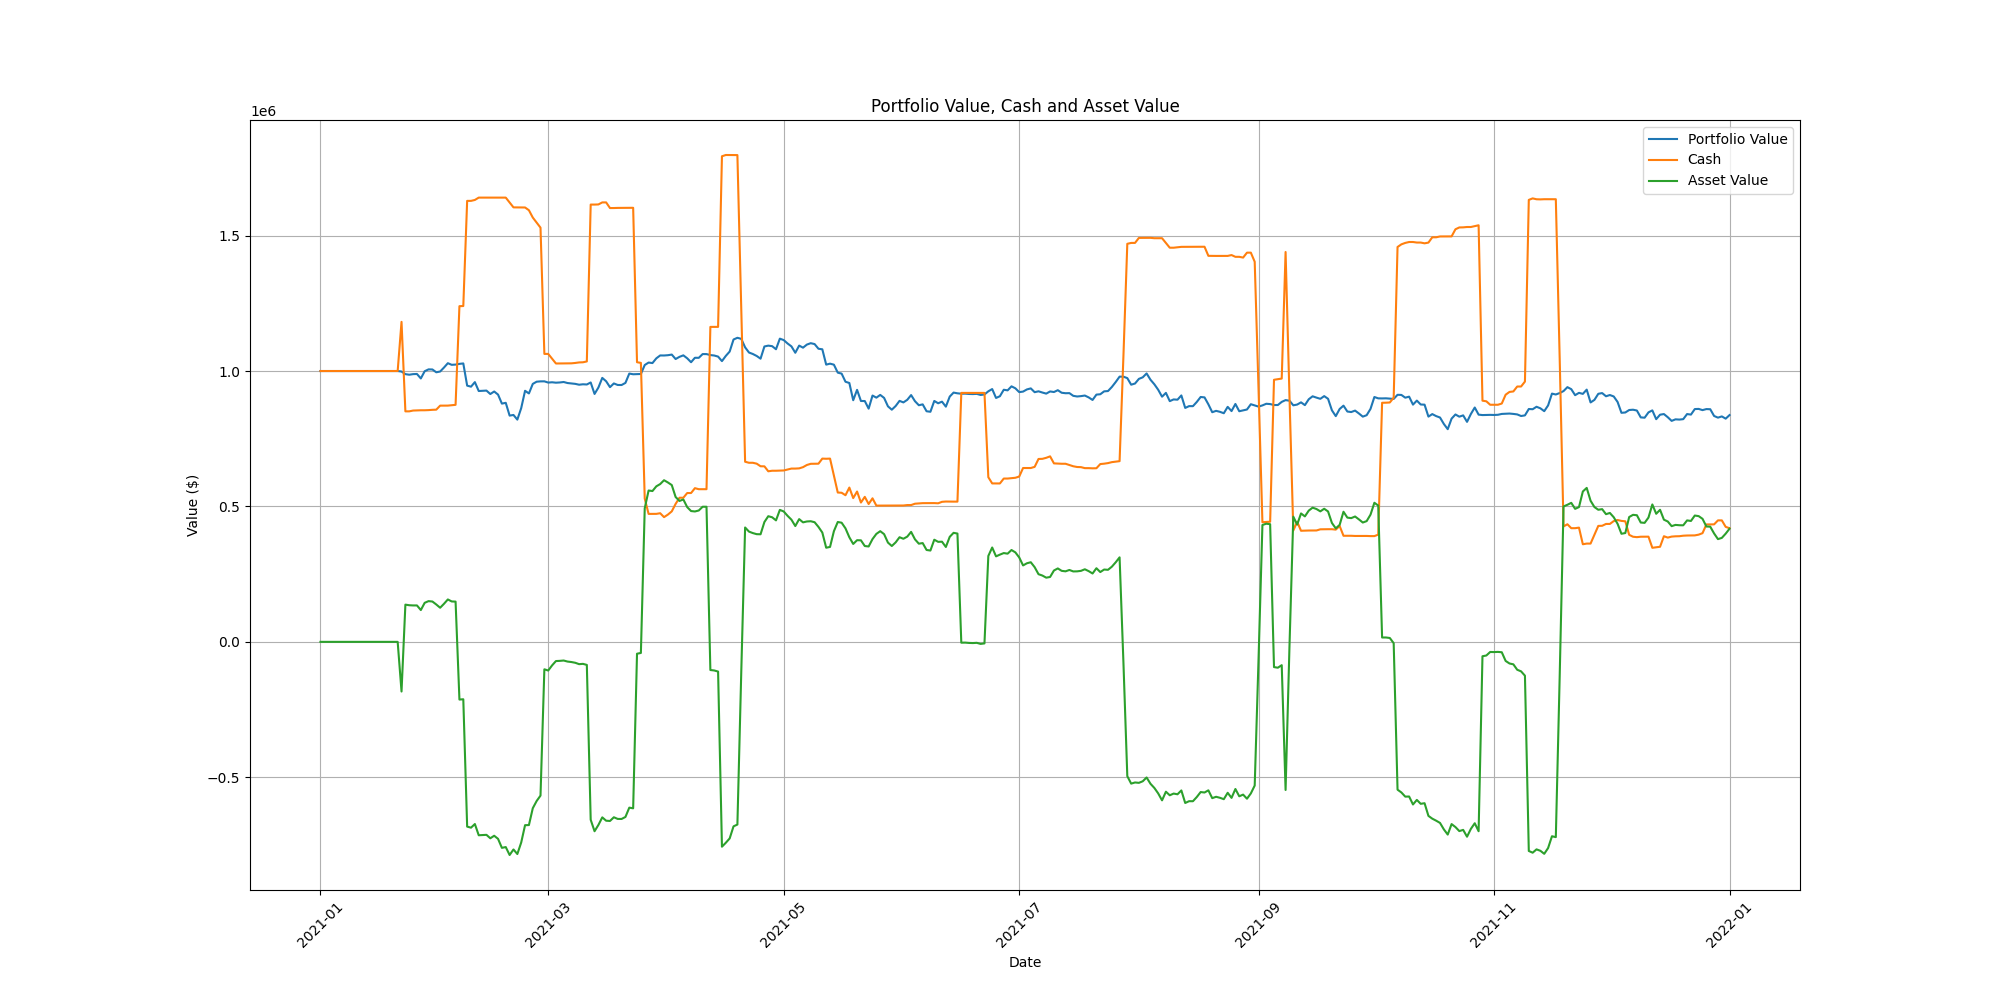 Portfolio Value, Cash and Asset Value
1e6
Portfolio Value
Cash
Asset Value
1.5
1.0
0.5
0.0
−0.5
Value ($)
2021-01
2021-03
2021-05
2021-07
2021-09
2021-11
2022-01
Date